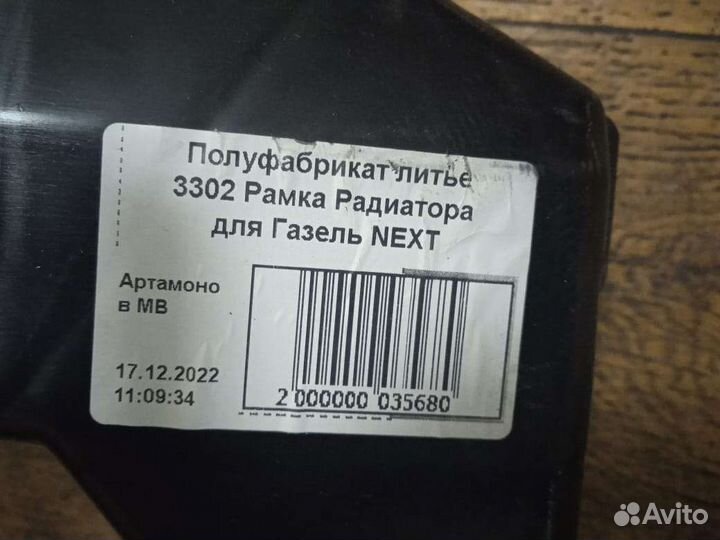 Полуфабрикат литье
3302 Рамка Радиатора
для Газель NEXT
Артамоно
в МВ
17.12.2022
11:09:34
2 000000 035680
Avito